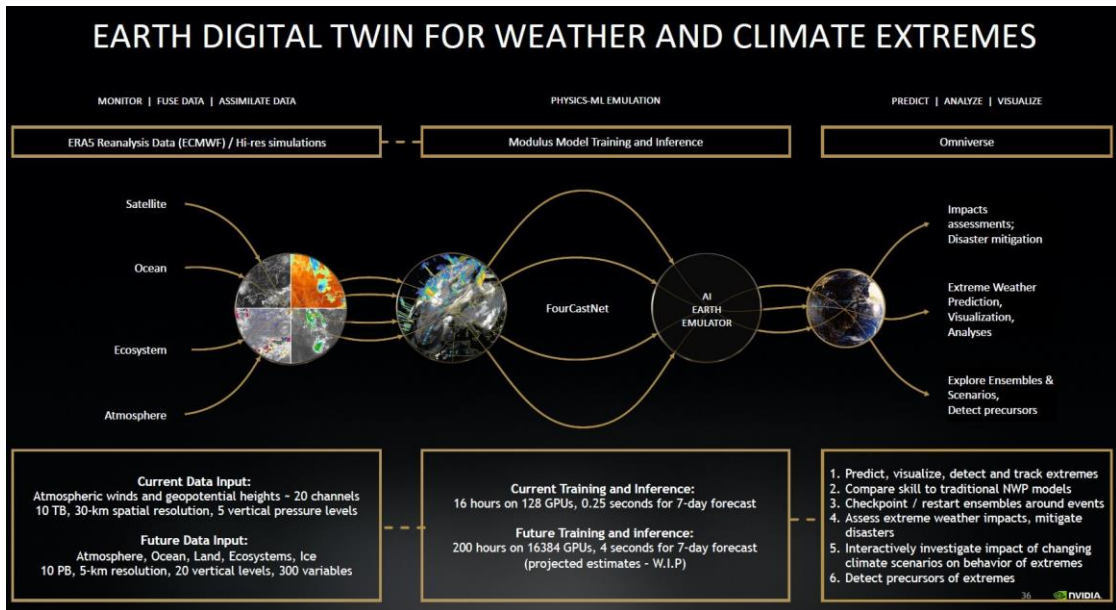 EARTH DIGITAL TWIN FOR WEATHER AND CLIMATE EXTREMES
MONITOR | FUSE DATA | ASSIMILATE DATA
PHYSICS-ML EMULATION
PREDICT | ANALYZE | VISUALIZE
ERA5 Reanalysis Data (ECMWF) / Hi-res simulations
Modulus Model Training and Inference
Omniverse
Satellite
Ocean
Ecosystem
Atmosphere
FourCastNet
AI
EARTH
EMULATOR
Impacts
assessments;
Disaster mitigation
Extreme Weather
Prediction,
Visualization,
Analyses
Explore Ensembles &
Scenarios,
Detect precursors
Current Data Input:
Atmospheric winds and geopotential heights ~ 20 channels
10 TB, 30-km spatial resolution, 5 vertical pressure levels
Future Data Input:
Atmosphere, Ocean, Land, Ecosystems, Ice
10 PB, 5-km resolution, 20 vertical levels, 300 variables
Current Training and Inference:
16 hours on 128 GPUs, 0.25 seconds for 7-day forecast
Future Training and inference:
200 hours on 16384 GPUs, 4 seconds for 7-day forecast
(projected estimates - W.I.P)
1. Predict, visualize, detect and track extremes
2. Compare skill to traditional NWP models
3. Checkpoint / restart ensembles around events
4. Assess extreme weather impacts, mitigate
disasters
5. Interactively investigate impact of changing
climate scenarios on behavior of extremes
6. Detect precursors of extremes
36
NVIDIA.